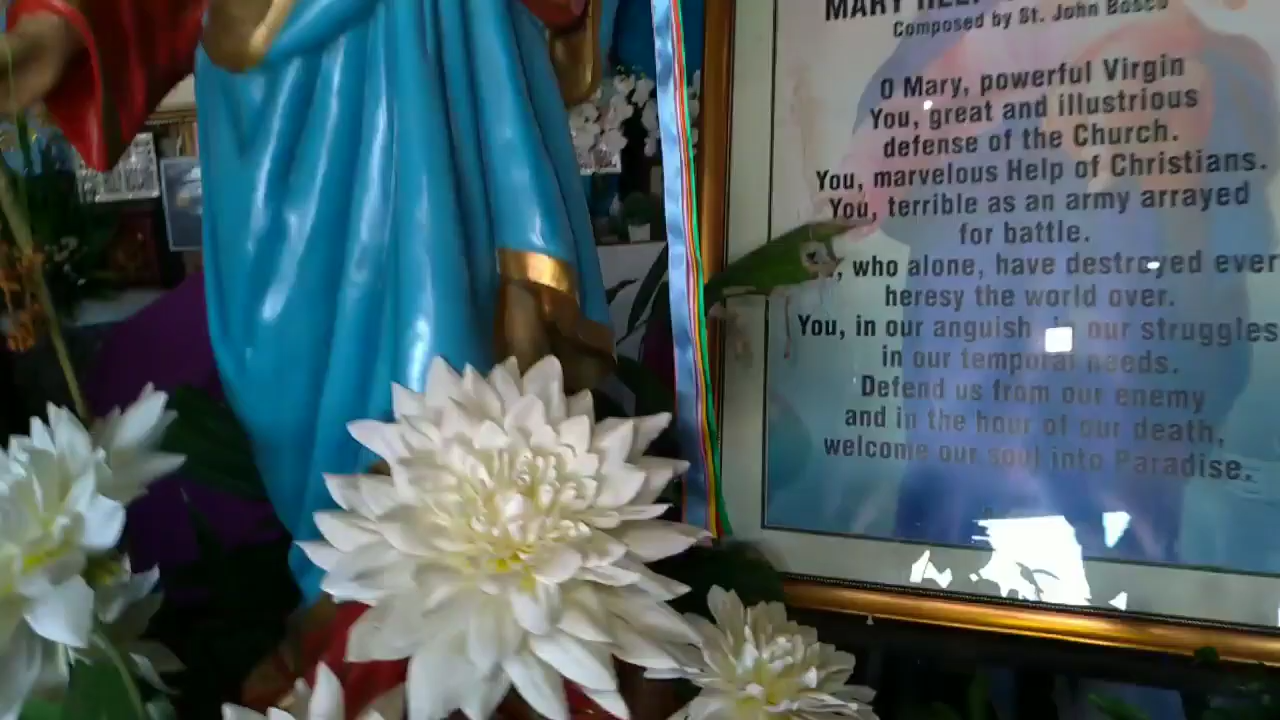 MARY
Composed by St. John Bosco
O Mary, powerful Virgin
You, great and illustrious
defense of the Church.
You, marvelous Help of Christians.
You, terrible as an army arrayed
for battle.
, who alone, have destroyed ever
heresy the world over.
You, in our anguish in our struggles
in our temporal needs.
Defend us from our enemy
and in the hour of our death,
welcome our soul into Paradise.